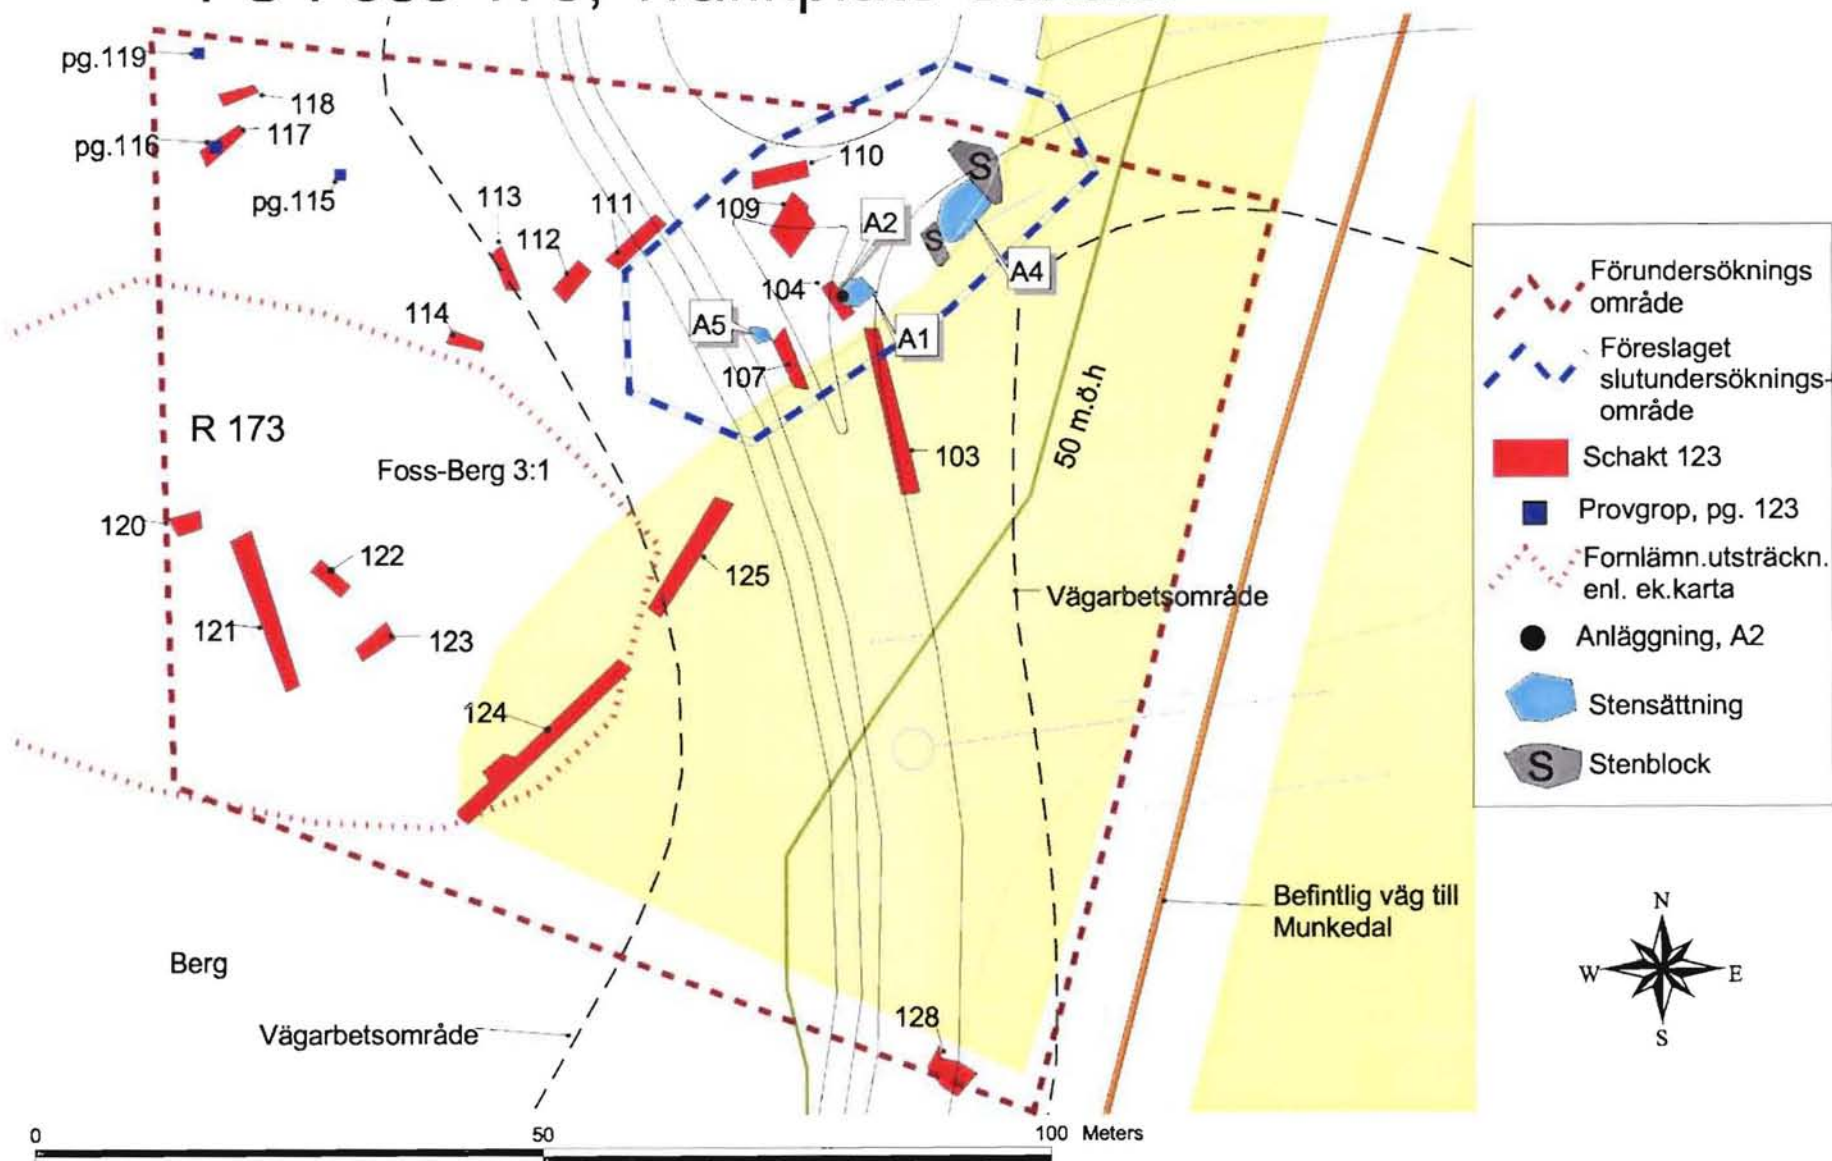 pg.119
118
117
pg.116
pg.115
110
S
113
111
109
A2
112
S
A4
104
114
A5
A1
107
R 173
50 m.ö.h
103
Foss-Berg 3:1
120
122
125
Vägarbetsområde
121
123
124
Befintlig väg till
Munkedal
Berg
128
Vägarbetsområde
0
50
100 Meters
Förundersöknings
område
Föreslaget
slutundersöknings-
område
Schakt 123
Provgrop, pg. 123
Fornlämn.utsträckn.
enl. ek.karta
Anläggning, A2
Stensättning
S
Stenblock
N
W
E
S